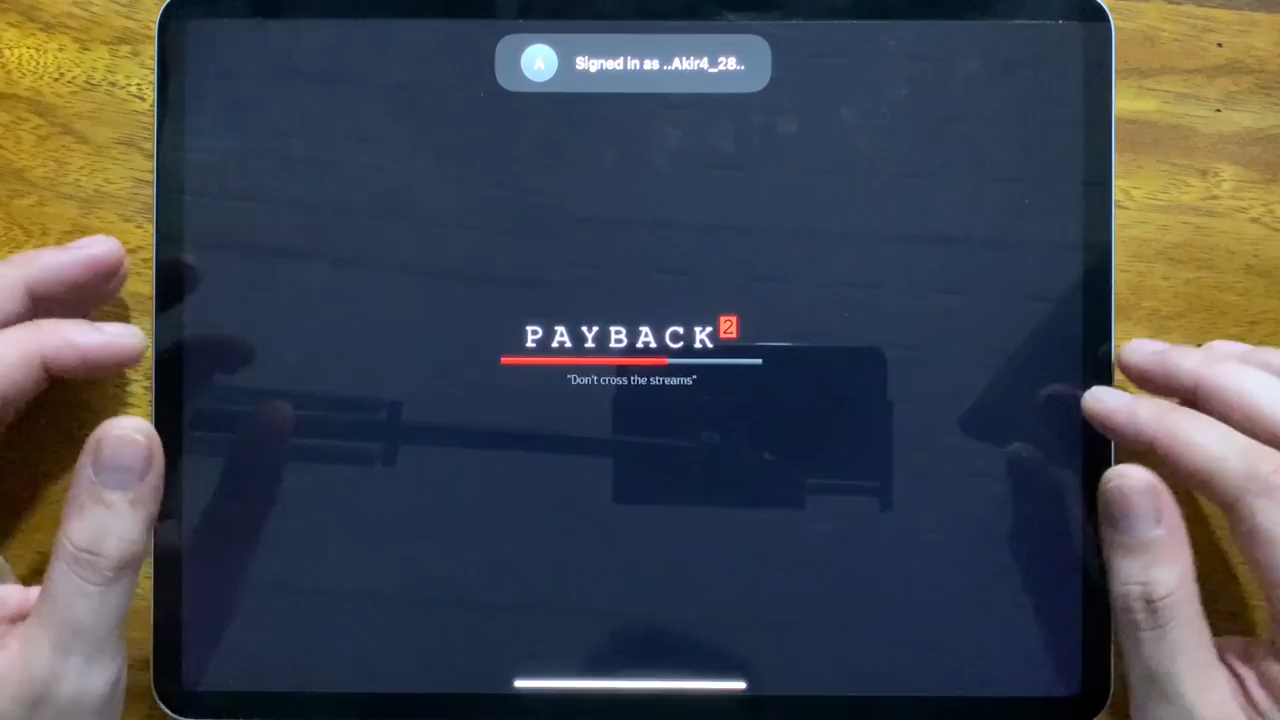 A
Signed in as ..Akir4_28..
PAYBACK 2
"Don't cross the streams"